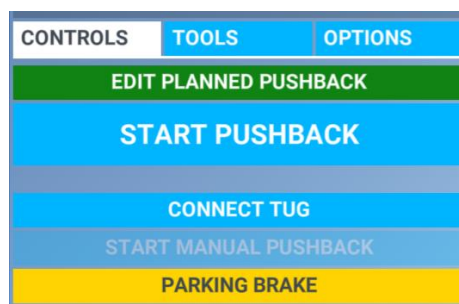 CONTROLS TOOLS OPTIONS
EDIT PLANNED PUSHBACK
START PUSHBACK
CONNECT TUG
START MANUAL PUSHBACK
PARKING BRAKE